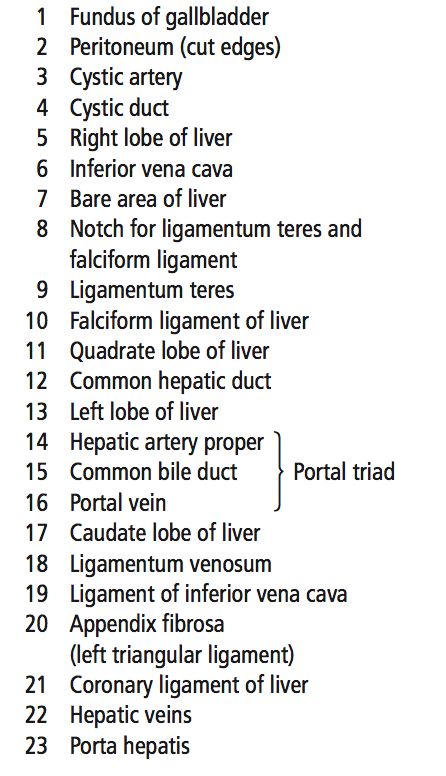 1 Fundus of gallbladder
2 Peritoneum (cut edges)
3 Cystic artery
4 Cystic duct
5 Right lobe of liver
6 Inferior vena cava
7 Bare area of liver
8 Notch for ligamentum teres and
falciform ligament
9 Ligamentum teres
10 Falciform ligament of liver
11 Quadrate lobe of liver
12 Common hepatic duct
13 Left lobe of liver
14 Hepatic artery proper
15 Common bile duct Portal triad
16 Portal vein
17 Caudate lobe of liver
18 Ligamentum venosum
19 Ligament of inferior vena cava
20 Appendix fibrosa
(left triangular ligament)
21 Coronary ligament of liver
22 Hepatic veins
23 Porta hepatis